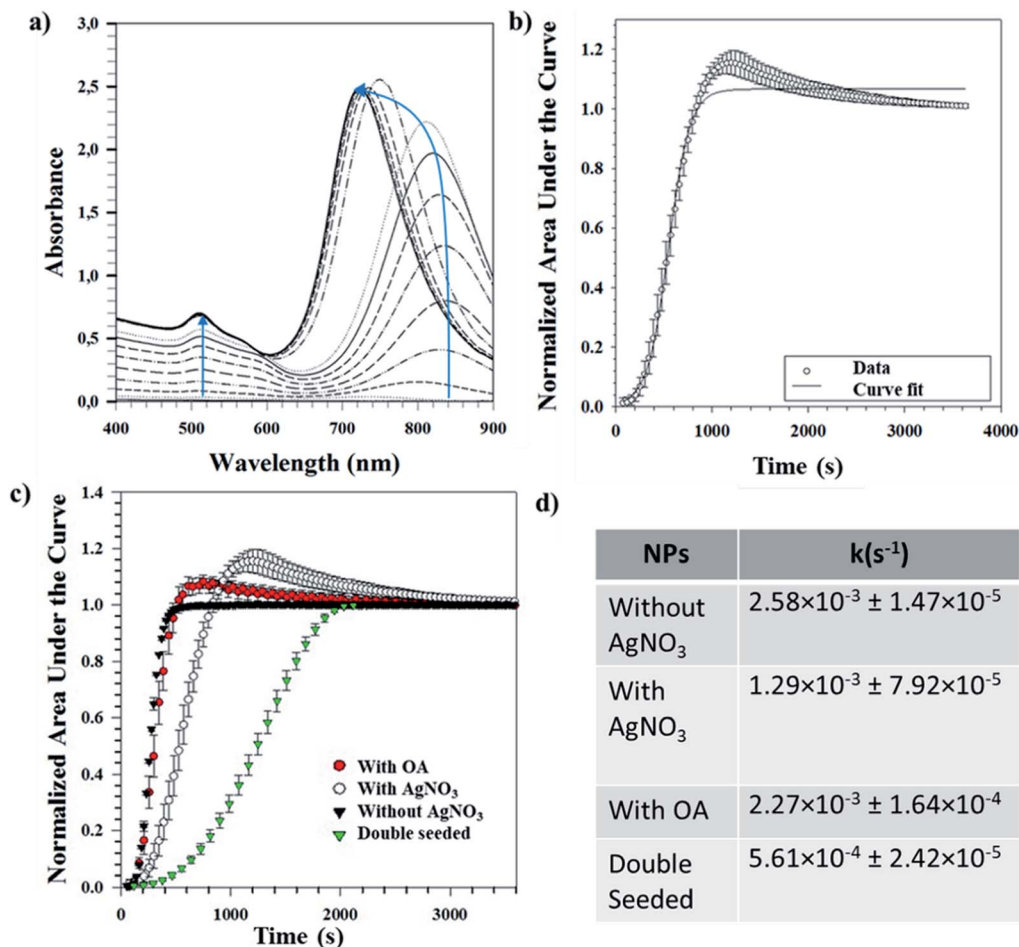 a)
3,0
2,5
2,0
1,5
1,0
0,5
0,0
Absorbance
400 500 600 700 800 900
Wavelength (nm)
b)
1.2
1.0
0.8
0.6
0.4
0.2
0.0
Normalized Area Under the Curve
Data
Curve fit
0 1000 2000 3000 4000
Time (s)
c)
1.4
1.2
1.0
0.8
0.6
0.4
0.2
0.0
Normalized Area Under the Curve
With OA
With AgNO₃
Without AgNO₃
Double seeded
0 1000 2000 3000
Time (s)
d)
NPs k(s⁻¹)
Without 2.58×10⁻³ ± 1.47×10⁻⁵
AgNO₃
With 1.29×10⁻³ ± 7.92×10⁻⁵
AgNO₃
With OA 2.27×10⁻³ ± 1.64×10⁻⁴
Double 5.61×10⁻⁴ ± 2.42×10⁻⁵
Seeded